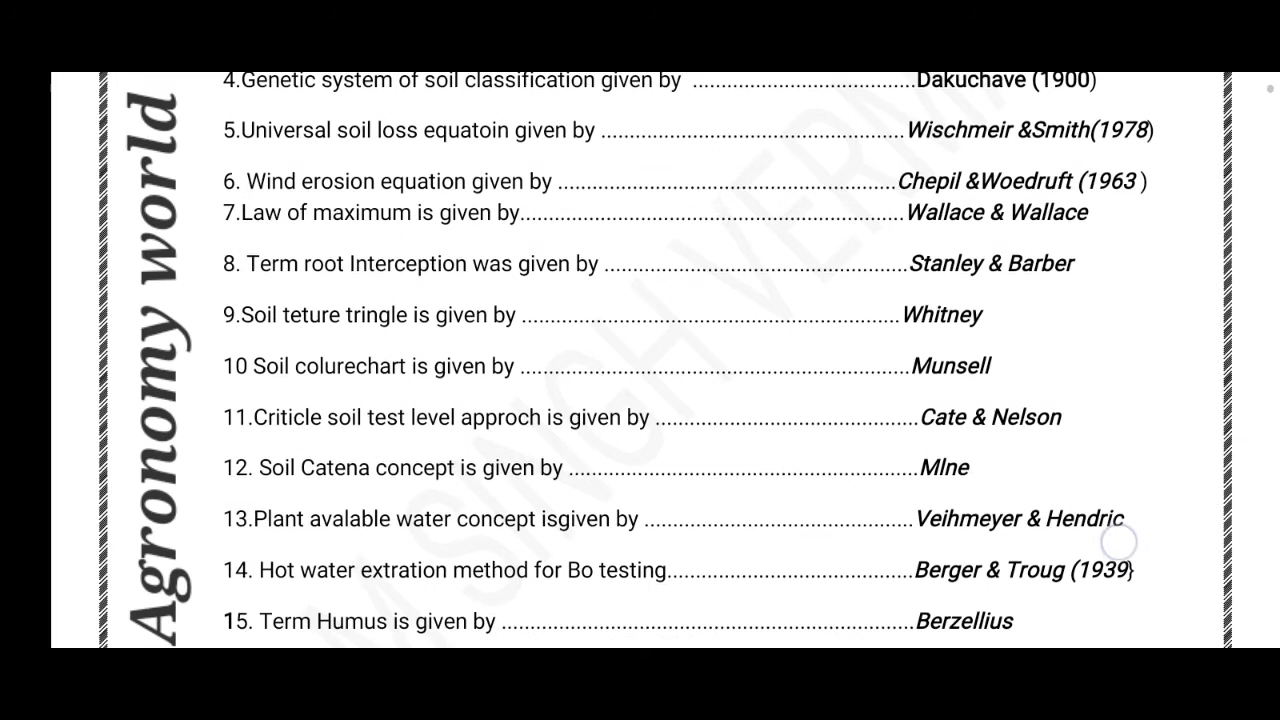 Agronomy world
4.Genetic system of soil classification given by ......................................Dakuchave (1900)
5.Universal soil loss equatoin given by .....................................................Wischmeir &Smith(1978)
6. Wind erosion equation given by ...........................................................Chepil &Woedruft (1963 )
7.Law of maximum is given by...................................................................Wallace & Wallace
8. Term root Interception was given by .....................................................Stanley & Barber
9.Soil teture tringle is given by ..................................................................Whitney
10 Soil colurechart is given by ....................................................................Munsell
11.Criticle soil test level approch is given by ..............................................Cate & Nelson
12. Soil Catena concept is given by .............................................................Mlne
13.Plant avalable water concept isgiven by ...............................................Veihmeyer & Hendric
14. Hot water extration method for Bo testing...........................................Berger & Troug (1939}
15. Term Humus is given by ........................................................................Berzellius